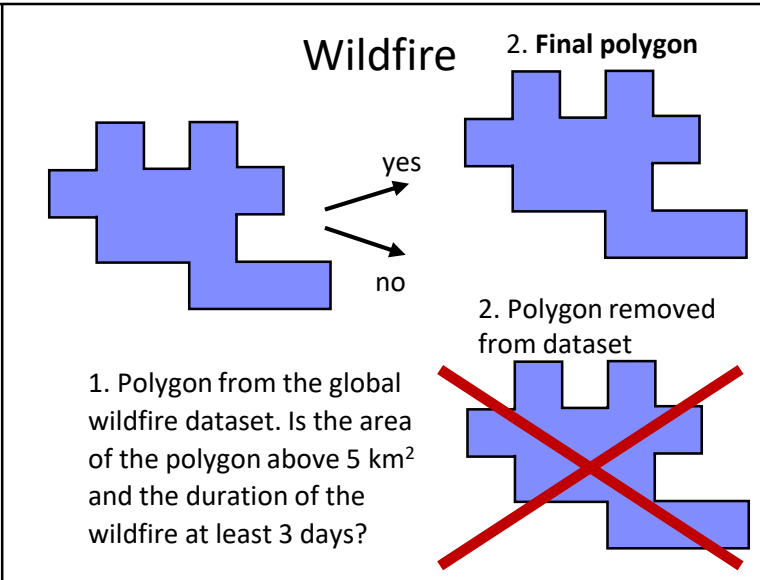 Wildfire
2. Final polygon
yes
no
2. Polygon removed
from dataset
1. Polygon from the global
wildfire dataset. Is the area
of the polygon above 5 km²
and the duration of the
wildfire at least 3 days?